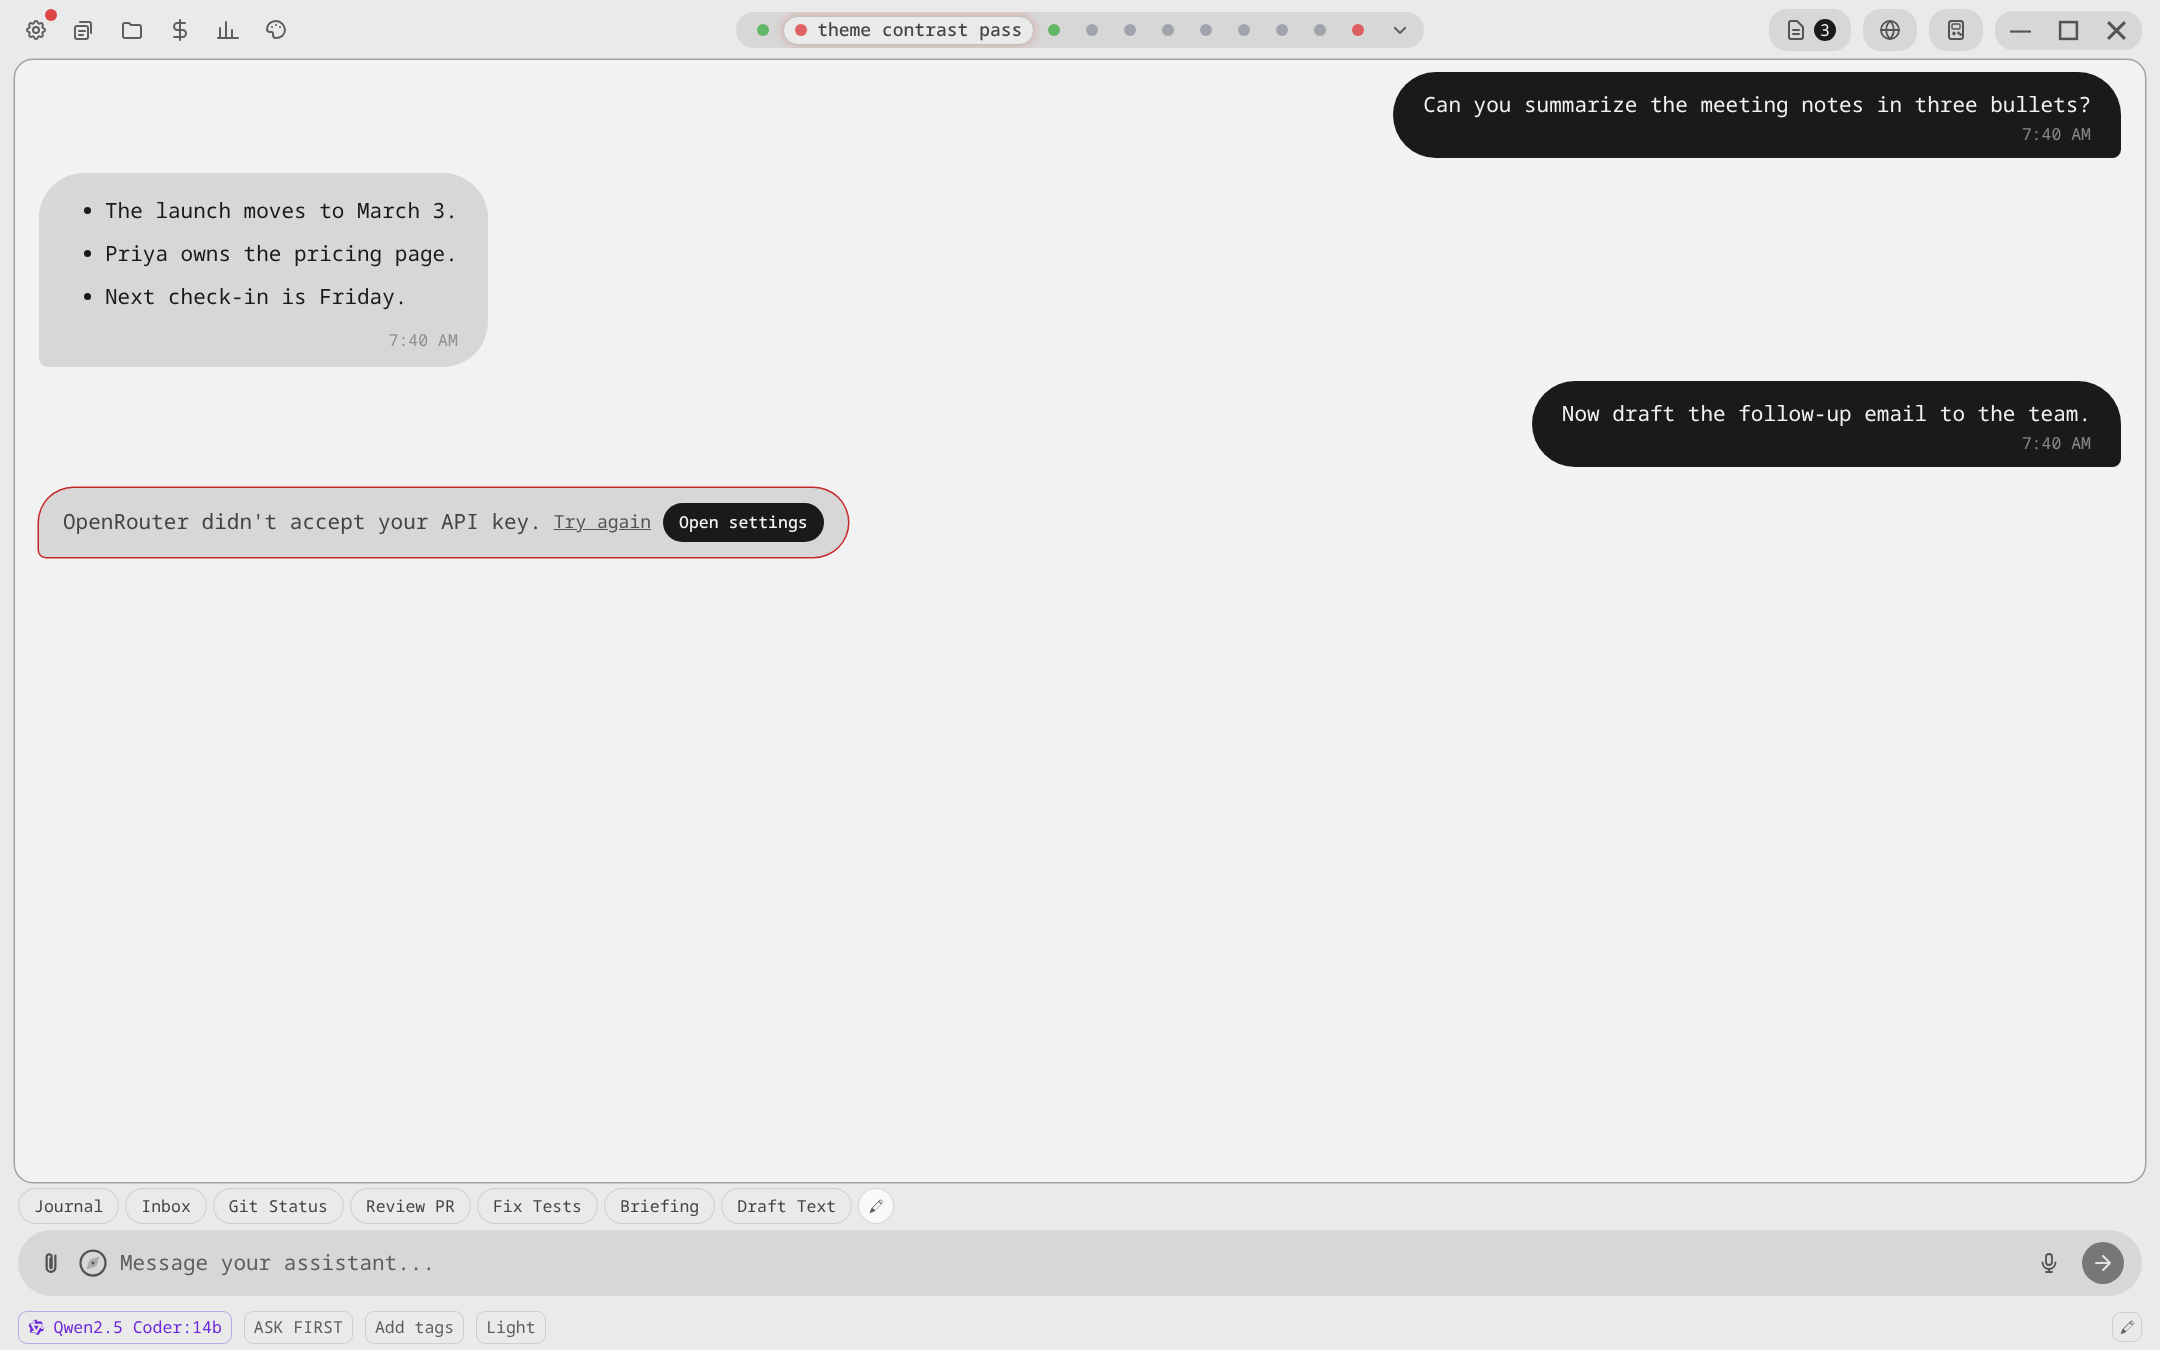 theme contrast pass
3
Can you summarize the meeting notes in three bullets?
7:40 AM
• The launch moves to March 3.
• Priya owns the pricing page.
• Next check-in is Friday.
7:40 AM
Now draft the follow-up email to the team.
7:40 AM
OpenRouter didn't accept your API key. Try again Open settings
Journal Inbox Git Status Review PR Fix Tests Briefing Draft Text
Message your assistant...
Qwen2.5 Coder:14b ASK FIRST Add tags Light